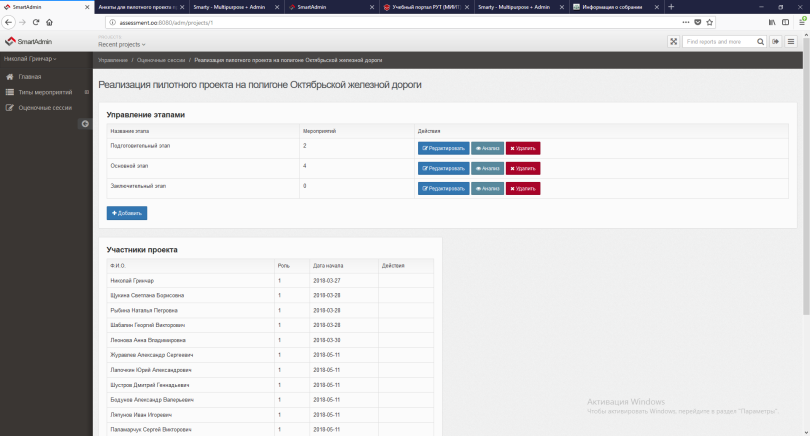 SmartAdmin
Анкеты для пилотного проекта
Smarty - Multipurpose + Admin
SmartAdmin
Учебный портал РУТ (МИИТ)
Smarty - Multipurpose + Admin
Информация о собрании
assessment.oo:8080/adm/projects/1
SmartAdmin
PROJECTS:
Recent projects
Find reports and more
Николай Гринчар
Главная
Типы мероприятий
Оценочные сессии
Управление / Оценочные сессии / Реализация пилотного проекта на полигоне Октябрьской железной дороги
Реализация пилотного проекта на полигоне Октябрьской железной дороги
Управление этапами
Название этапа Мероприятий Действия
Подготовительный этап 2 Редактировать Анализ Удалить
Основной этап 4 Редактировать Анализ Удалить
Заключительный этап 0 Редактировать Анализ Удалить
Добавить
Участники проекта
Ф.И.О. Роль Дата начала Действия
Николай Гринчар 1 2018-03-27
Щукина Светлана Борисовна 1 2018-03-28
Рыбина Наталья Петровна 1 2018-03-28
Шабалин Георгий Викторович 1 2018-03-28
Леонова Анна Владимировна 1 2018-03-30
Журавлев Александр Сергеевич 1 2018-05-11
Лапочкин Юрий Александрович 1 2018-05-11
Шустров Дмитрий Геннадьевич 1 2018-05-11
Бодунов Александр Валерьевич 1 2018-05-11
Ляпунов Иван Игоревич 1 2018-05-11
Паламарчук Сергей Викторович 1 2018-05-11
Активация Windows
Чтобы активировать Windows, перейдите в раздел "Параметры".